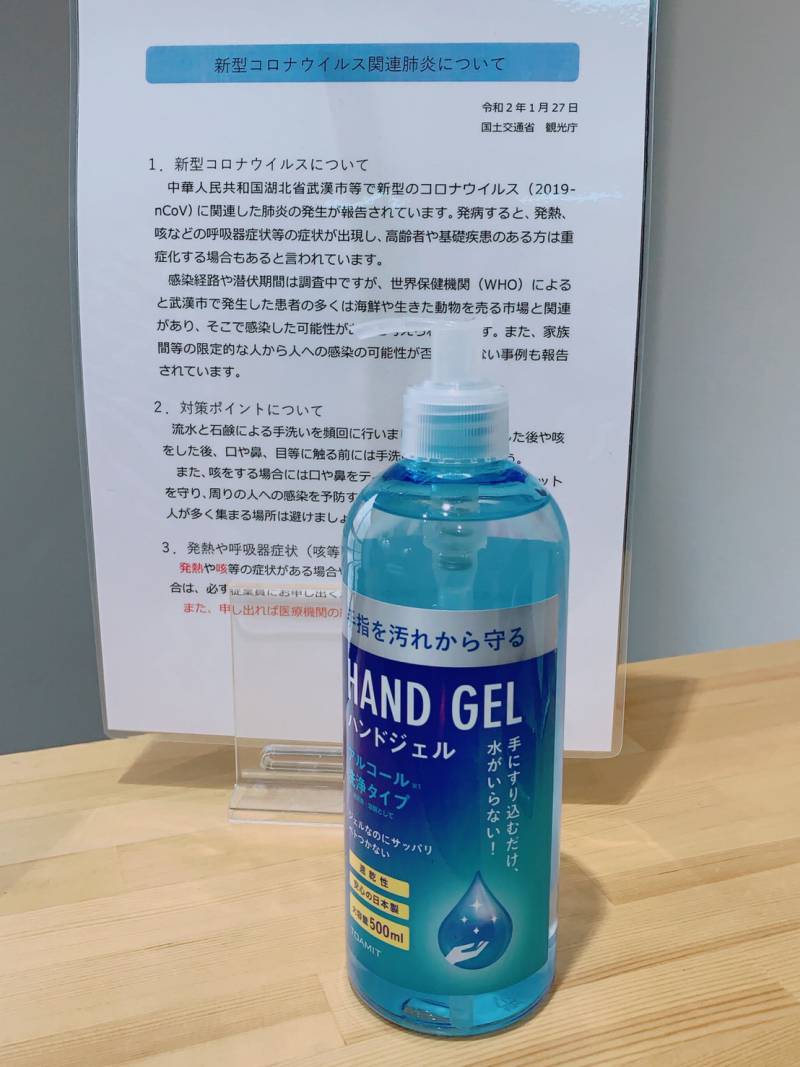 新型コロナウイルス関連肺炎について
令和2年1月27日
国土交通省 観光庁
1．新型コロナウイルスについて
中華人民共和国湖北省武漢市等で新型のコロナウイルス（2019-
nCoV）に関連した肺炎の発生が報告されています。発病すると、発熱、
咳などの呼吸器症状等の症状が出現し、高齢者や基礎疾患のある方は重
症化する場合もあると言われています。
感染経路や潜伏期間は調査中ですが、世界保健機関（WHO）による
と武漢市で発生した患者の多くは海鮮や生きた動物を売る市場と関連
があり、そこで感染した可能性が す。また、家族
間等の限定的な人から人への感染の可能性が否 ない事例も報告
されています。
2．対策ポイントについて
流水と石鹸による手洗いを頻回に行いま した後や咳
をした後、口や鼻、目等に触る前には手洗 う。
また、咳をする場合には口や鼻をテ ット
を守り、周りの人への感染を予防す
人が多く集まる場所は避けましょ
3．発熱や呼吸器症状（咳等
発熱や咳等の症状がある場合や
合は、必ず従業員にお申し出く
また、申し出れば医療機関の
手指を汚れから守る
HAND GEL
ハンドジェル
アルコール※1
洗浄タイプ
ジェルなのにサッパリ
ベトつかない
手にすり込むだけ、
水がいらない！
速乾性
安心の日本製
大容量500ml
TOAMIT